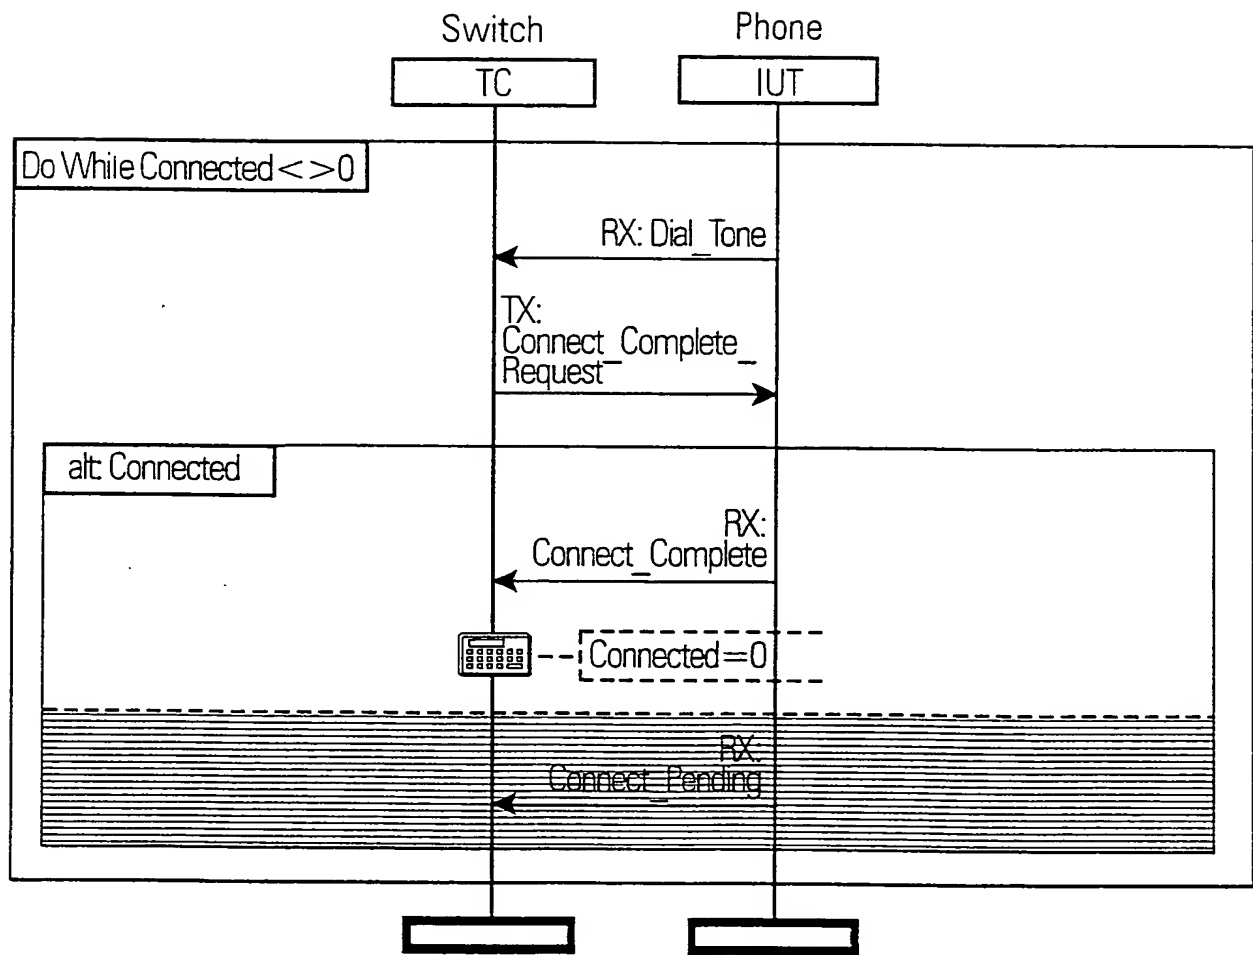 Switch
Phone
TC
IUT
Do While Connected<>0
RX: Dial_Tone
TX:
Connect_Complete_
Request
alt: Connected
RX:
Connect_Complete
Connected=0
RX:
Connect_Pending